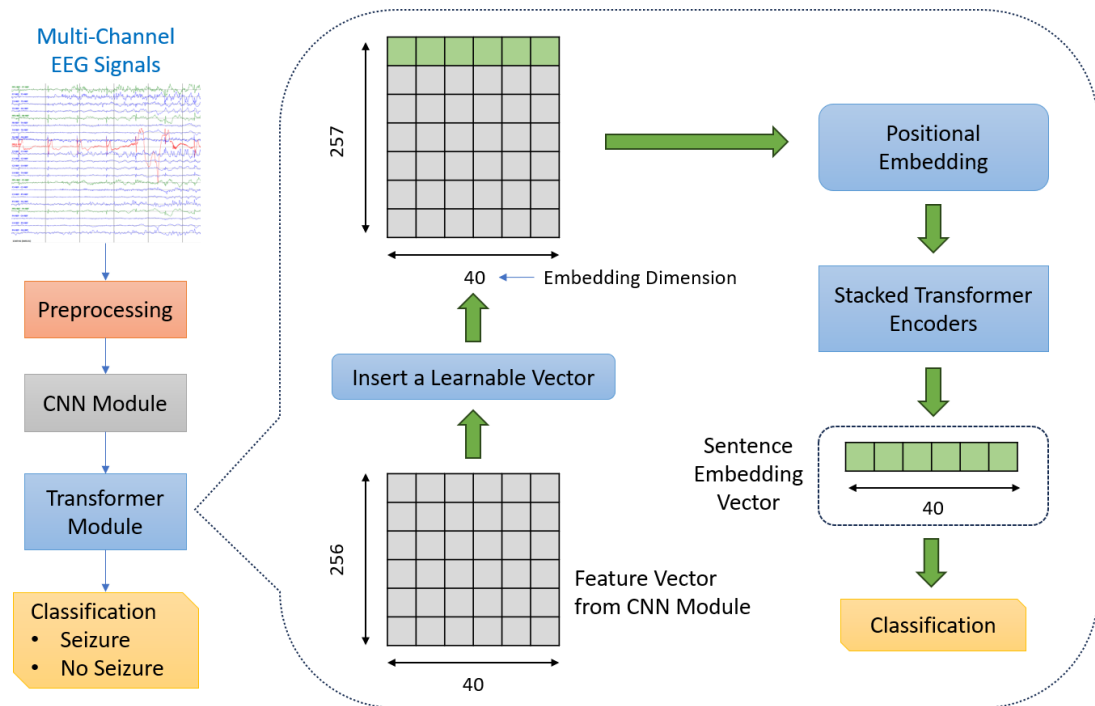 Multi-Channel
EEG Signals
Preprocessing
CNN Module
Transformer
Module
Classification
• Seizure
• No Seizure
257
40
Embedding Dimension
Insert a Learnable Vector
256
40
Feature Vector
from CNN Module
Positional
Embedding
Stacked Transformer
Encoders
Sentence
Embedding
Vector
40
Classification